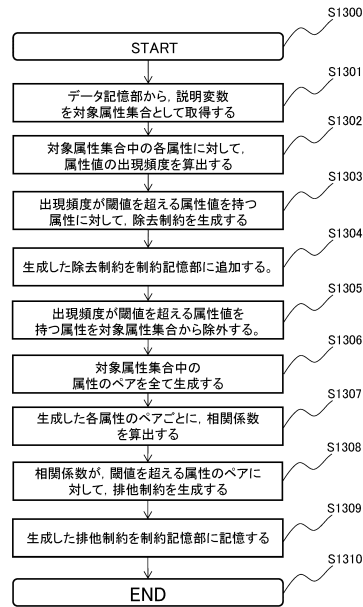 S1300
START
S1301
データ記憶部から，説明変数
を対象属性集合として取得する
S1302
対象属性集合中の各属性に対して，
属性値の出現頻度を算出する
S1303
出現頻度が閾値を超える属性値を持つ
属性に対して，除去制約を生成する
S1304
生成した除去制約を制約記憶部に追加する。
S1305
出現頻度が閾値を超える属性値を
持つ属性を対象属性集合から除外する。
S1306
対象属性集合中の
属性のペアを全て生成する
S1307
生成した各属性のペアごとに，相関係数
を算出する
S1308
相関係数が，閾値を超える属性のペアに
対して，排他制約を生成する
S1309
生成した排他制約を制約記憶部に記憶する
S1310
END